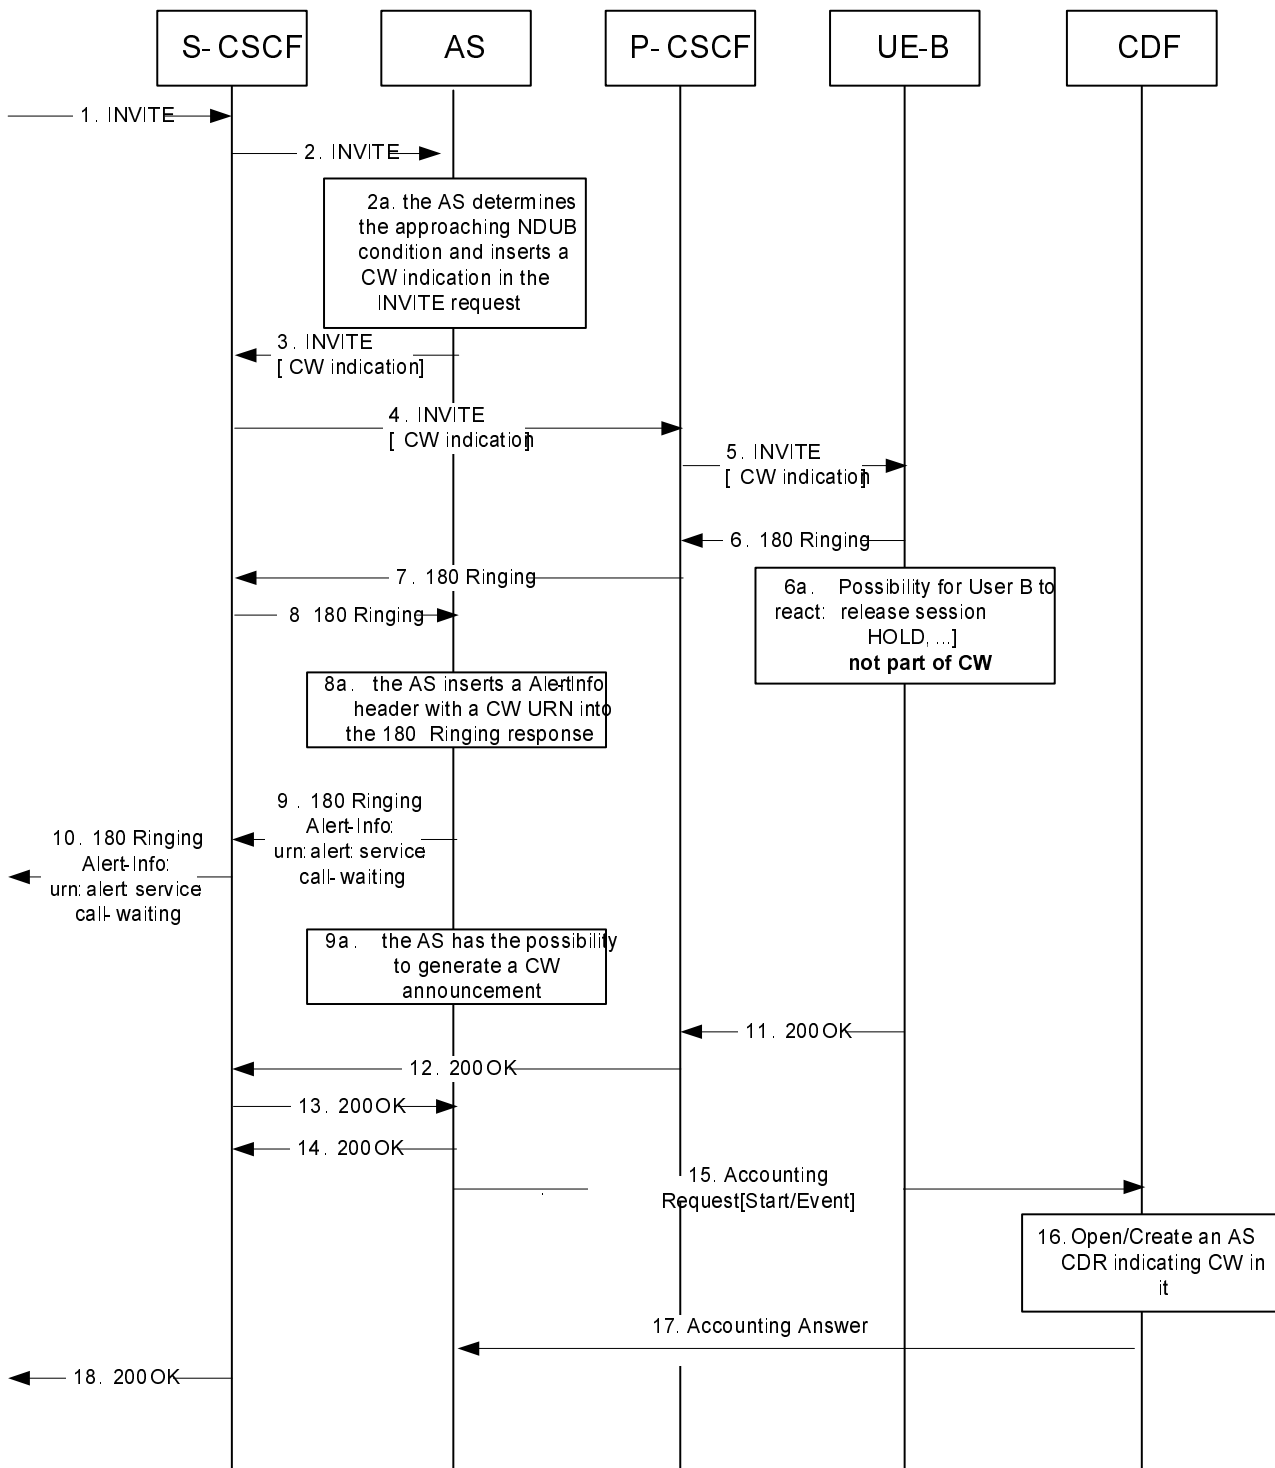 S- CSCF
AS
P- CSCF
UE-B
CDF
1. INVITE
2. INVITE
2a. the AS determines
the approaching NDUB
condition and inserts a
CW indication in the
INVITE request
3. INVITE
[ CW indication]
4. INVITE
[ CW indication]
5. INVITE
[ CW indication]
6. 180 Ringing
7. 180 Ringing
6a. Possibility for User B to
react: release session
HOLD, ...]
not part of CW
8 180 Ringing
8a. the AS inserts a Alert-Info
header with a CW URN into
the 180 Ringing response
9 . 180 Ringing
Alert-Info:
urn: alert: service
call- waiting
10. 180 Ringing
Alert-Info:
urn: alert: service
call- waiting
9a. the AS has the possibility
to generate a CW
announcement
11. 200 OK
12. 200 OK
13. 200 OK
14. 200 OK
15. Accounting
Request[Start/Event]
16. Open/Create an AS
CDR indicating CW in
it
17. Accounting Answer
18. 200 OK